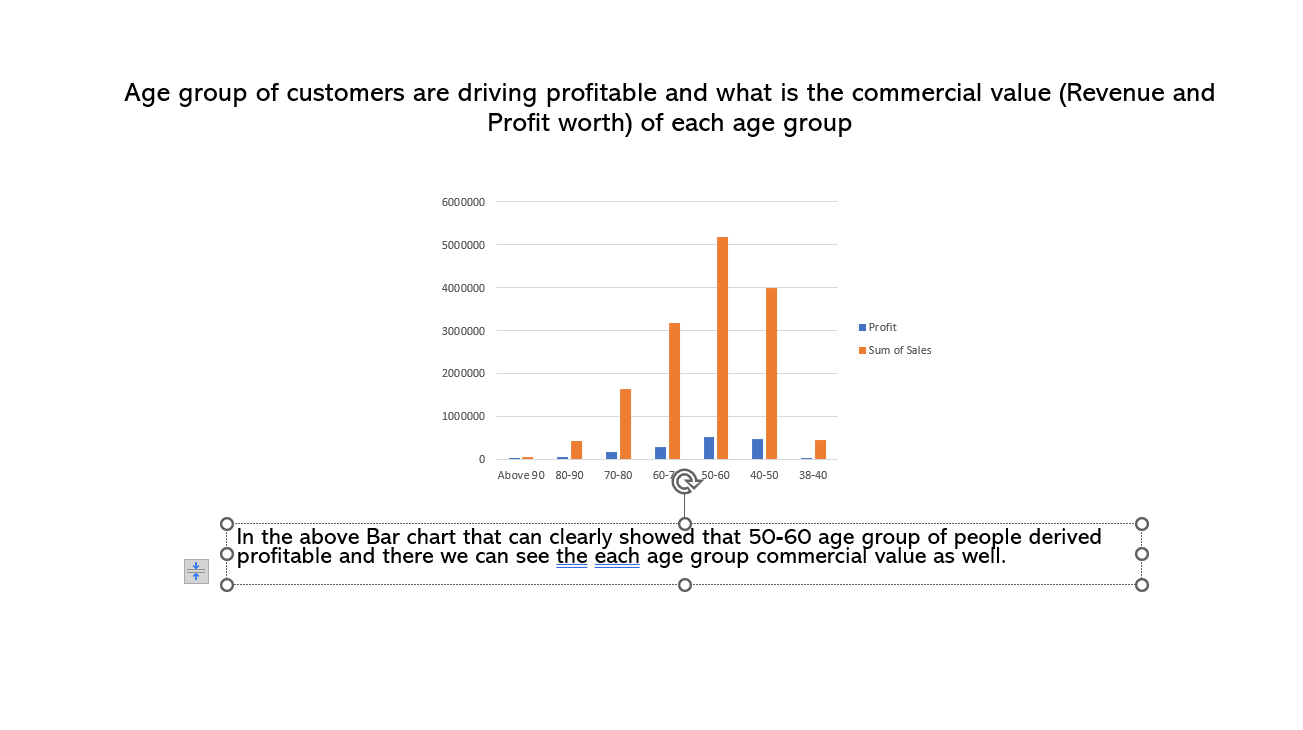 Age group of customers are driving profitable and what is the commercial value (Revenue and
Profit worth) of each age group
6000000
5000000
4000000
3000000
2000000
1000000
0
Profit
Sum of Sales
Above 90 80-90 70-80 60-7 50-60 40-50 38-40
In the above Bar chart that can clearly showed that 50-60 age group of people derived
profitable and there we can see the each age group commercial value as well.